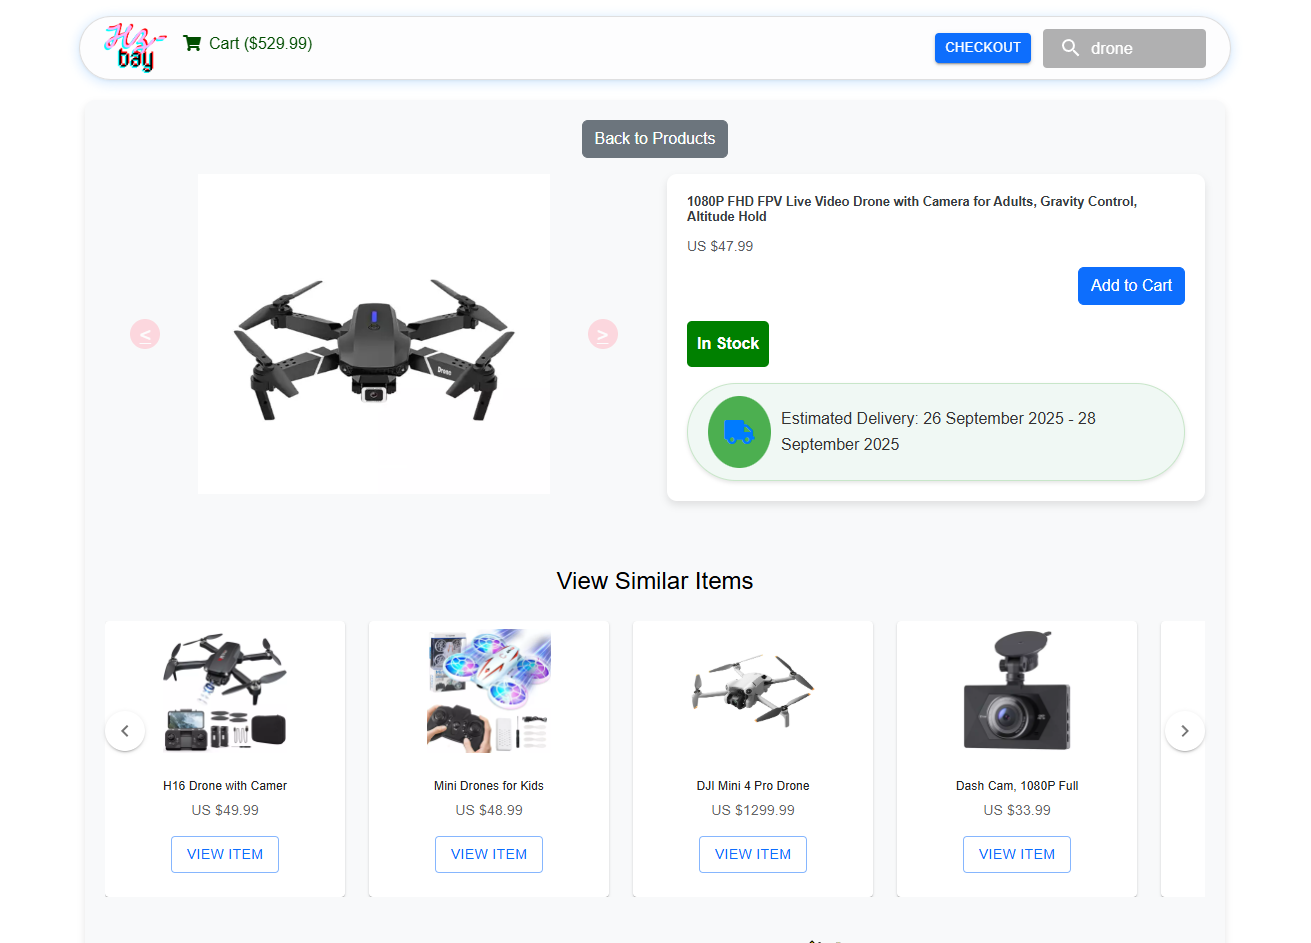 Hz-
bay
Cart ($529.99)
CHECKOUT
drone
Back to Products
<
>
Drone
1080P FHD FPV Live Video Drone with Camera for Adults, Gravity Control,
Altitude Hold
US $47.99
Add to Cart
In Stock
Estimated Delivery: 26 September 2025 - 28
September 2025
View Similar Items
H16 Drone with Camer
US $49.99
VIEW ITEM
Mini Drones for Kids
US $48.99
VIEW ITEM
DJI Mini 4 Pro Drone
US $1299.99
VIEW ITEM
Dash Cam, 1080P Full
US $33.99
VIEW ITEM